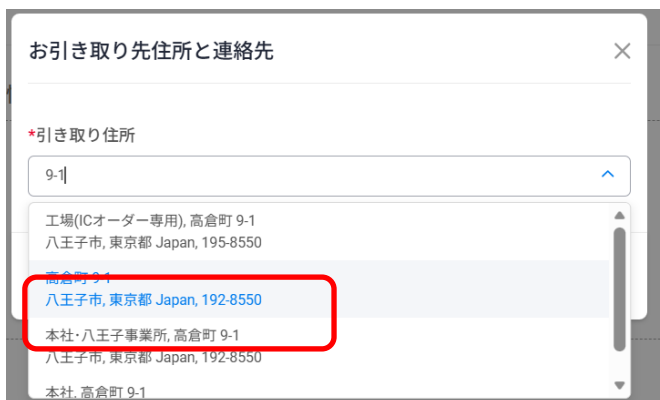 お引き取り先住所と連絡先
*引き取り住所
9-1
工場(ICオーダー専用), 高倉町 9-1
八王子市, 東京都 Japan, 195-8550
高倉町 9-1
八王子市, 東京都 Japan, 192-8550
本社・八王子事業所, 高倉町 9-1
八王子市, 東京都 Japan, 192-8550
本社, 高倉町 9-1